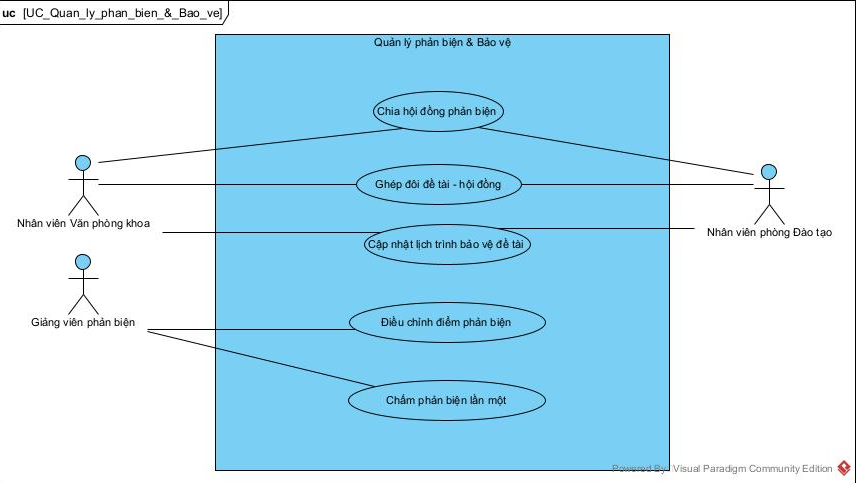 uc [UC_Quan_ly_phan_bien_&_Bao_ve]
Quản lý phản biện & Bảo vệ
Chia hội đồng phản biện
Ghép đôi đề tài - hội đồng
Nhân viên Văn phòng khoa
Nhân viên phòng Đào tạo
Cập nhật lịch trình bảo vệ đề tài
Giảng viên phản biện
Điều chỉnh điểm phản biện
Chấm phản biện lần một
Powered By Visual Paradigm Community Edition